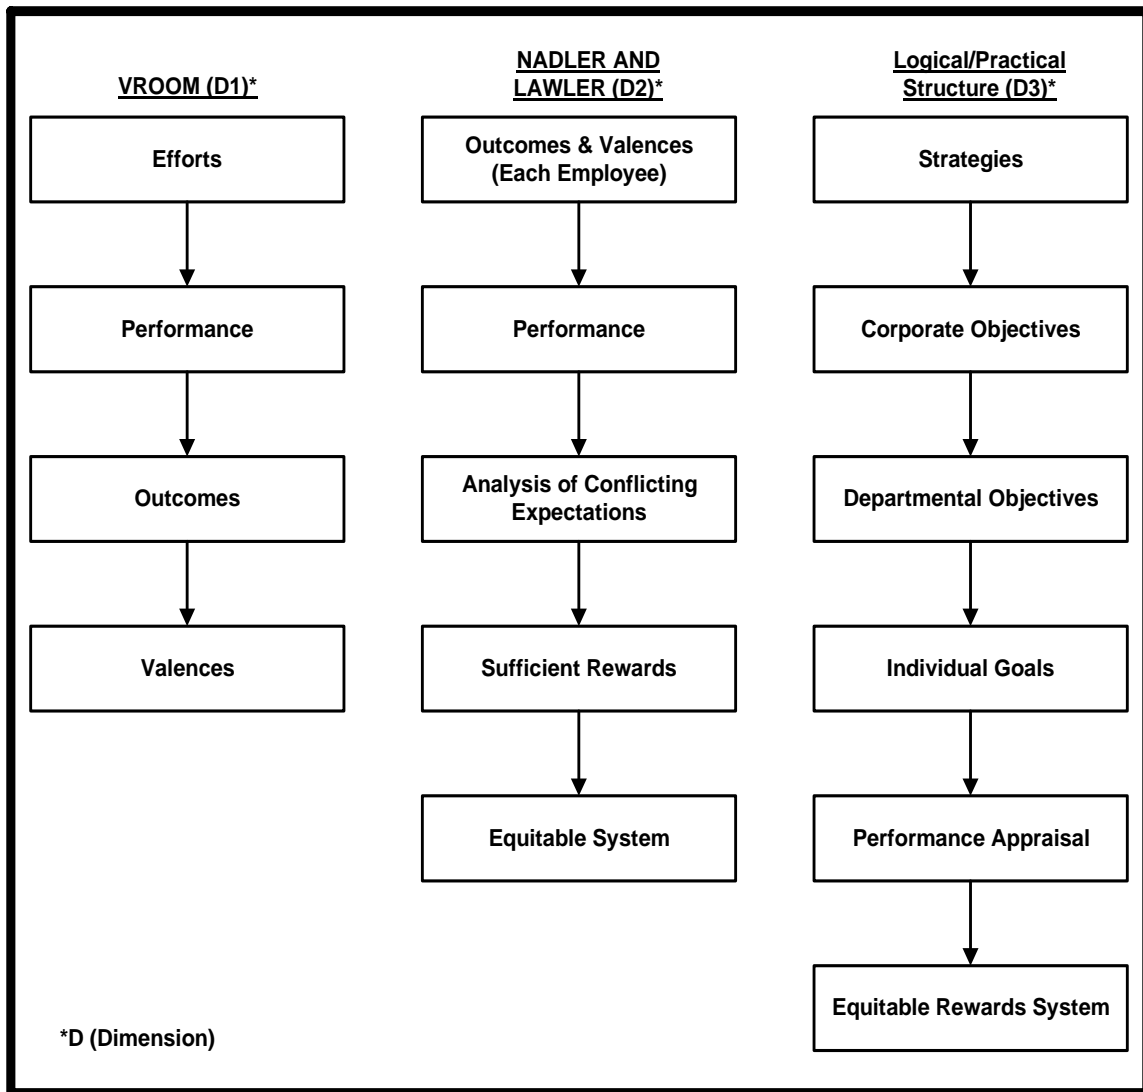 VROOM (D1)*
Efforts
Performance
Outcomes
Valences
NADLER AND
LAWLER (D2)*
Outcomes & Valences
(Each Employee)
Performance
Analysis of Conflicting
Expectations
Sufficient Rewards
Equitable System
Logical/Practical
Structure (D3)*
Strategies
Corporate Objectives
Departmental Objectives
Individual Goals
Performance Appraisal
Equitable Rewards System
*D (Dimension)